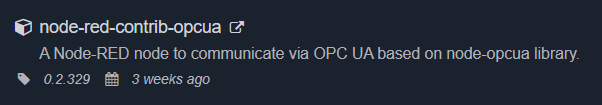 node-red-contrib-opcua
A Node-RED node to communicate via OPC UA based on node-opcua library.
0.2.329 3 weeks ago